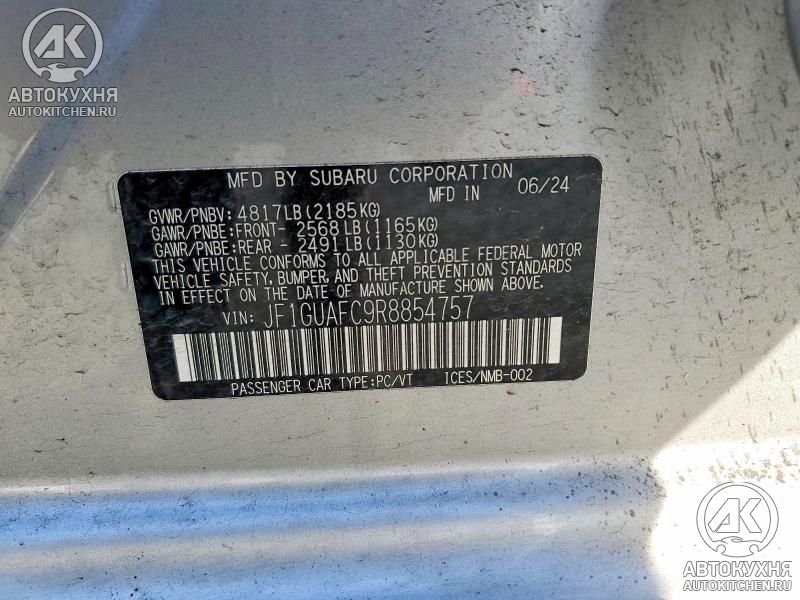 АК
АВТОКУХНЯ
AUTOKITCHEN.RU
MFD BY SUBARU CORPORATION
MFD IN 06/24
GVWR/PNBV: 4817LB(2185KG)
GAWR/PNBE:FRONT- 2568LB(1165KG)
GAWR/PNBE:REAR - 2491LB(1130KG)
THIS VEHICLE CONFORMS TO ALL APPLICABLE FEDERAL MOTOR
VEHICLE SAFETY, BUMPER, AND THEFT PREVENTION STANDARDS
IN EFFECT ON THE DATE OF MANUFACTURE SHOWN ABOVE.
VIN: JF1GUAFC9R8854757
PASSENGER CAR TYPE:PC/VT ICES/NMB-002
АК
АВТОКУХНЯ
AUTOKITCHEN.RU